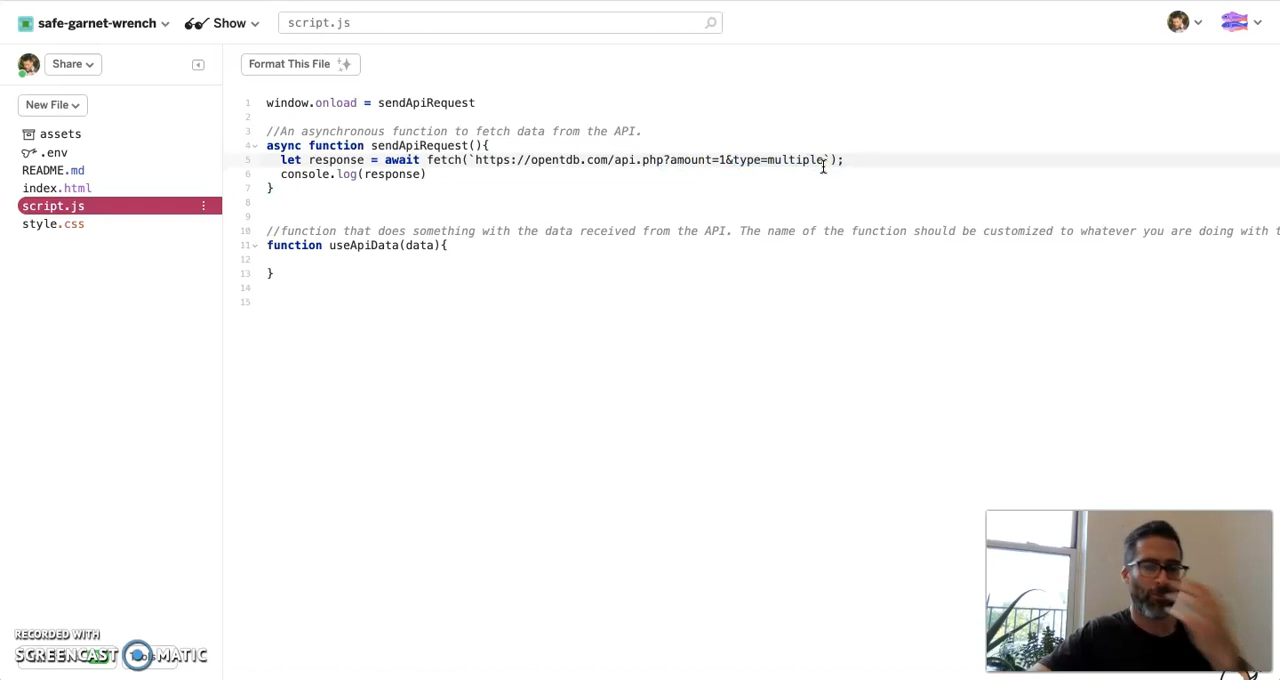 safe-garnet-wrench
Show
script.js
Share
Format This File
New File
assets
.env
README.md
index.html
script.js
style.css
1 window.onload = sendApiRequest
2
3 //An asynchronous function to fetch data from the API.
4 async function sendApiRequest(){
5 let response = await fetch(`https://opentdb.com/api.php?amount=1&type=multiple`);
6 console.log(response)
7 }
8
9
10 //function that does something with the data received from the API. The name of the function should be customized to whatever you are doing with
11 function useApiData(data){
12
13 }
14
15
RECORDED WITH
SCREENCAST MATIC